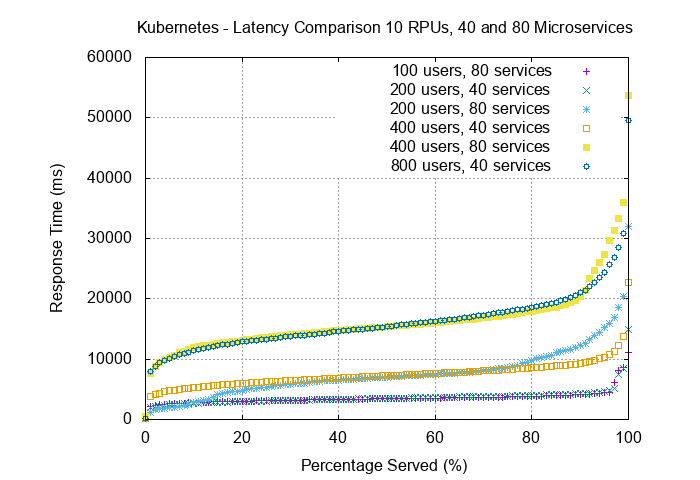 Kubernetes - Latency Comparison 10 RPUs, 40 and 80 Microservices
60000
50000
40000
30000
20000
10000
0
0
20
40
60
80
100
Response Time (ms)
Percentage Served (%)
100 users, 80 services
200 users, 40 services
200 users, 80 services
400 users, 40 services
400 users, 80 services
800 users, 40 services